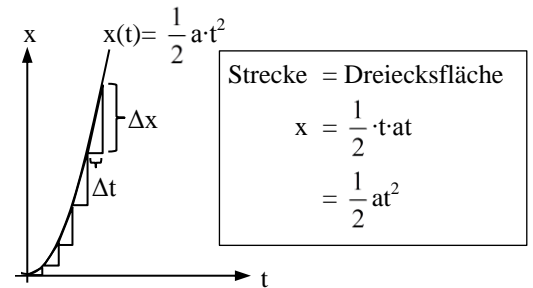 x
x(t)= 1/2 a·t²
Δx
Δt
t
Strecke = Dreiecksfläche
x = 1/2 ·t·at
= 1/2 at²